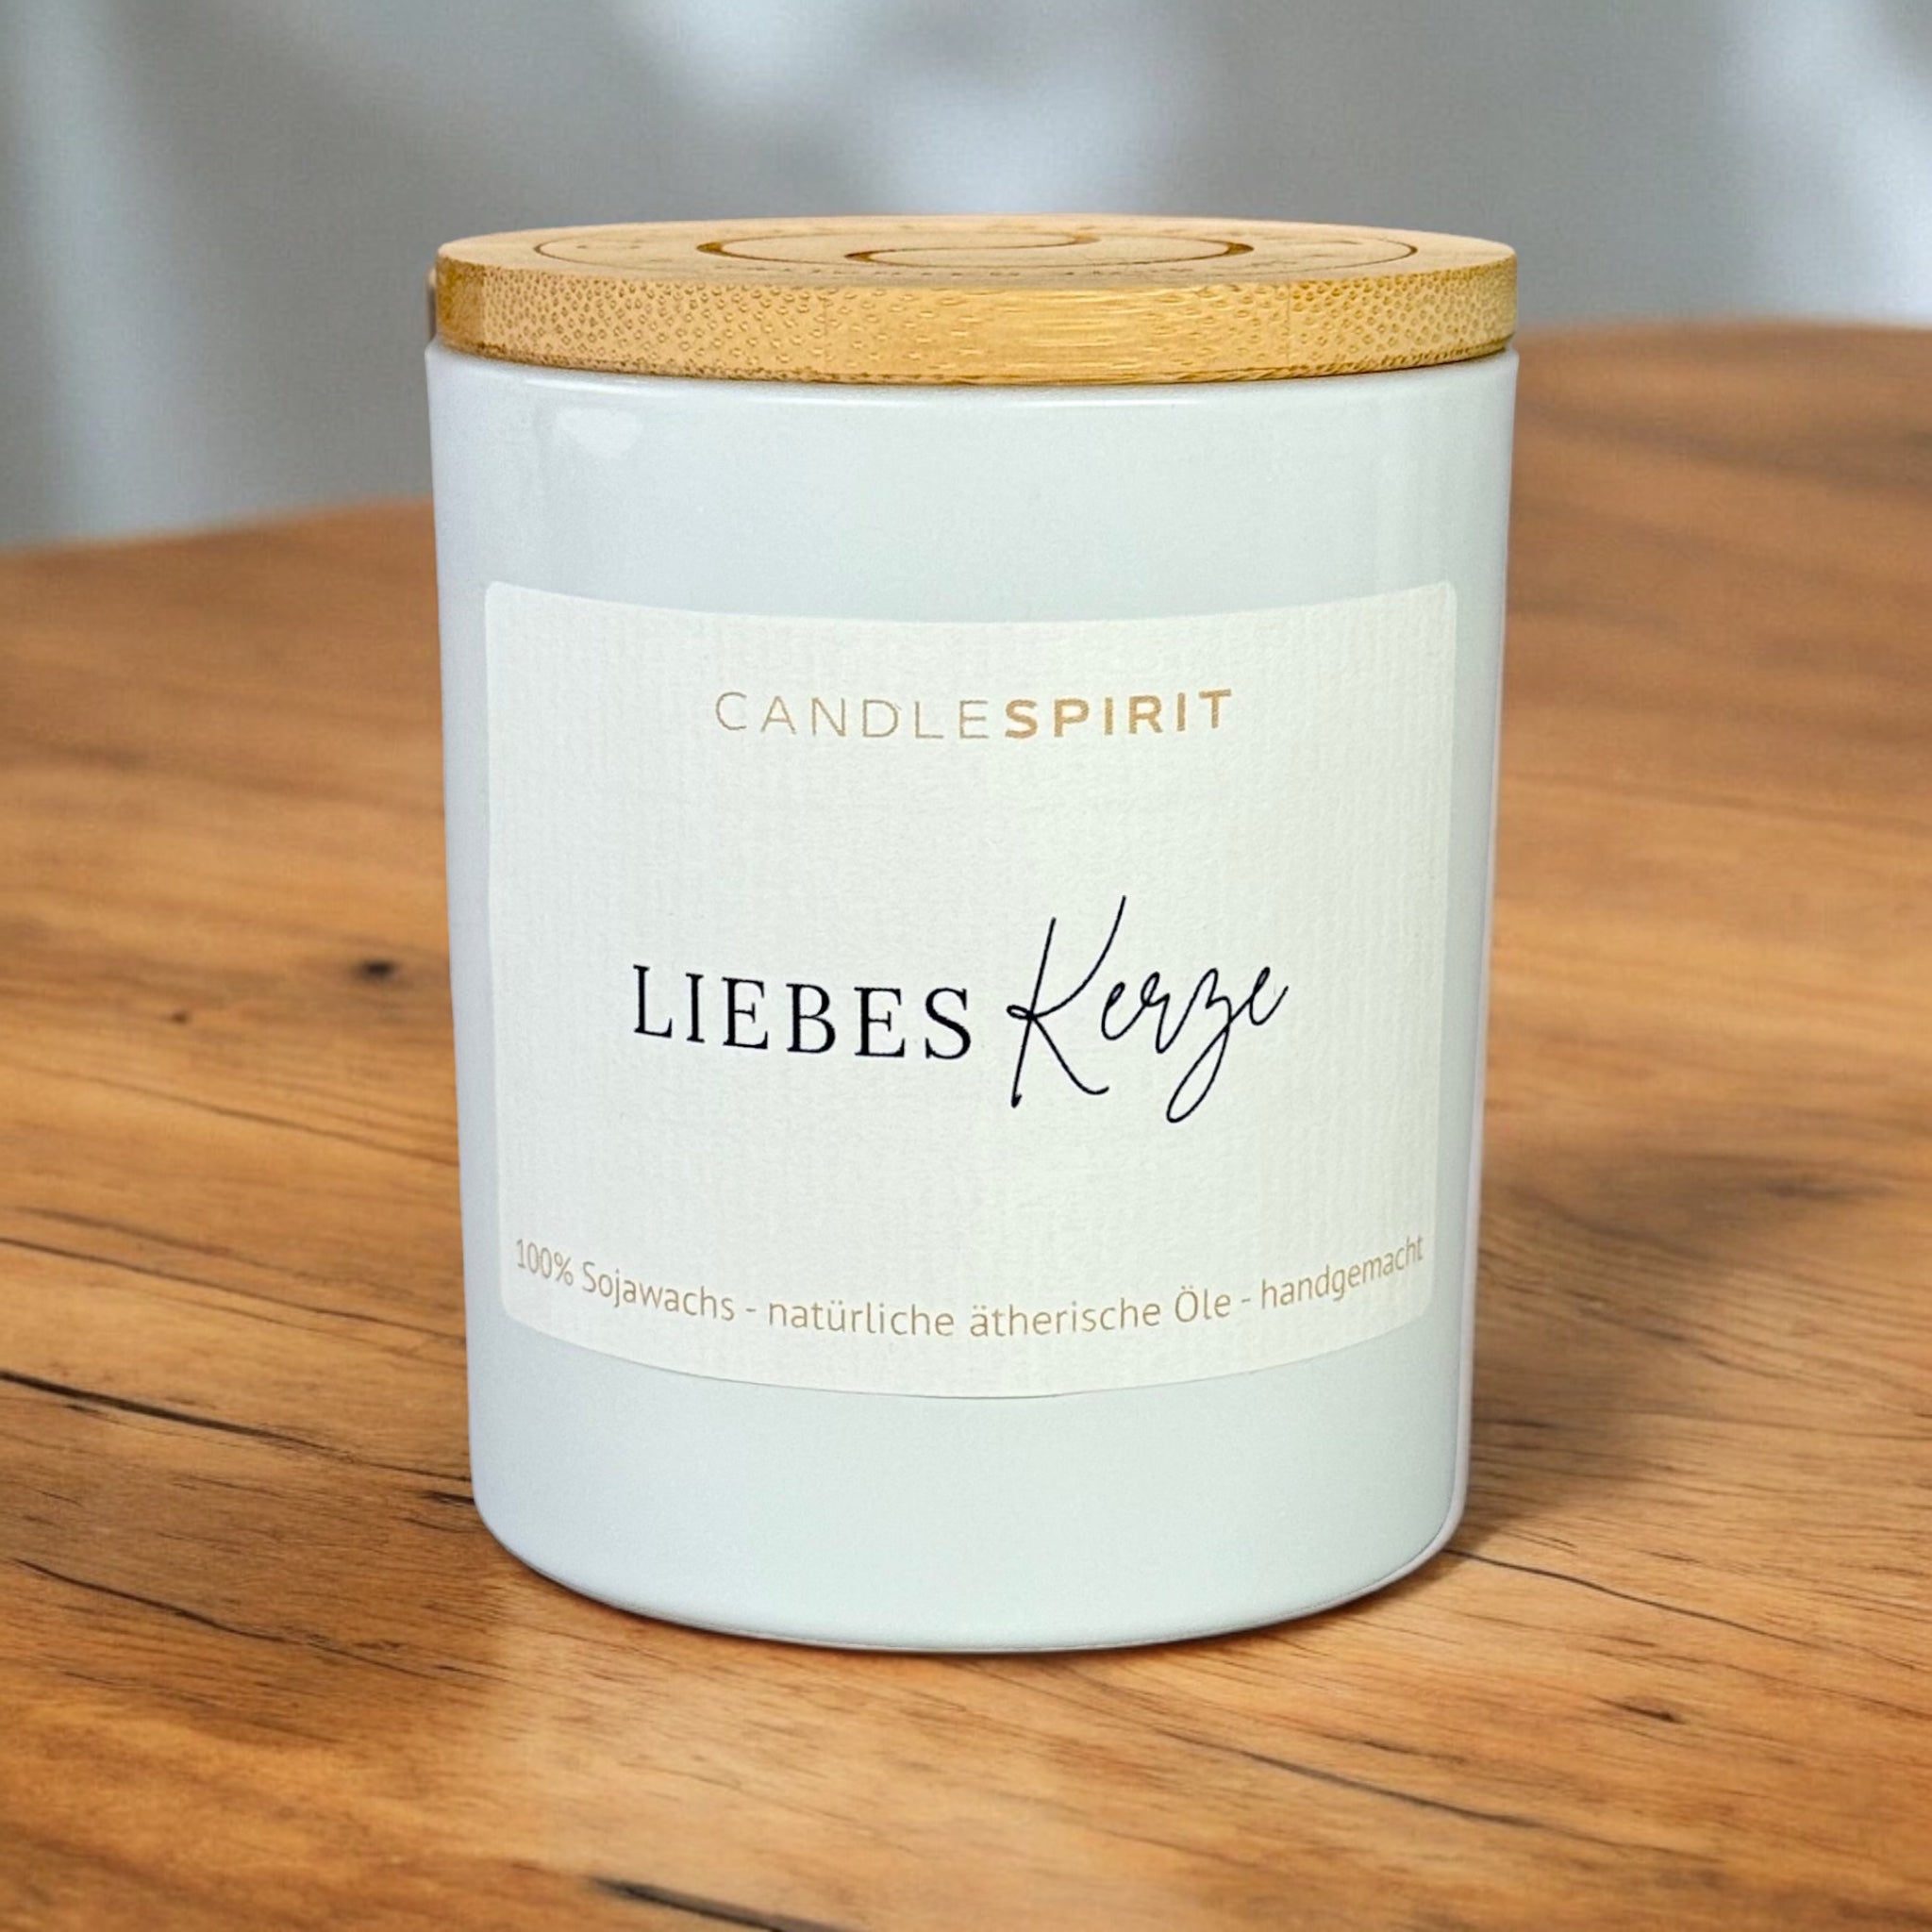 CANDLESPIRIT
LIEBES Kerze
100% Sojawachs - natürliche ätherische Öle - handgemacht